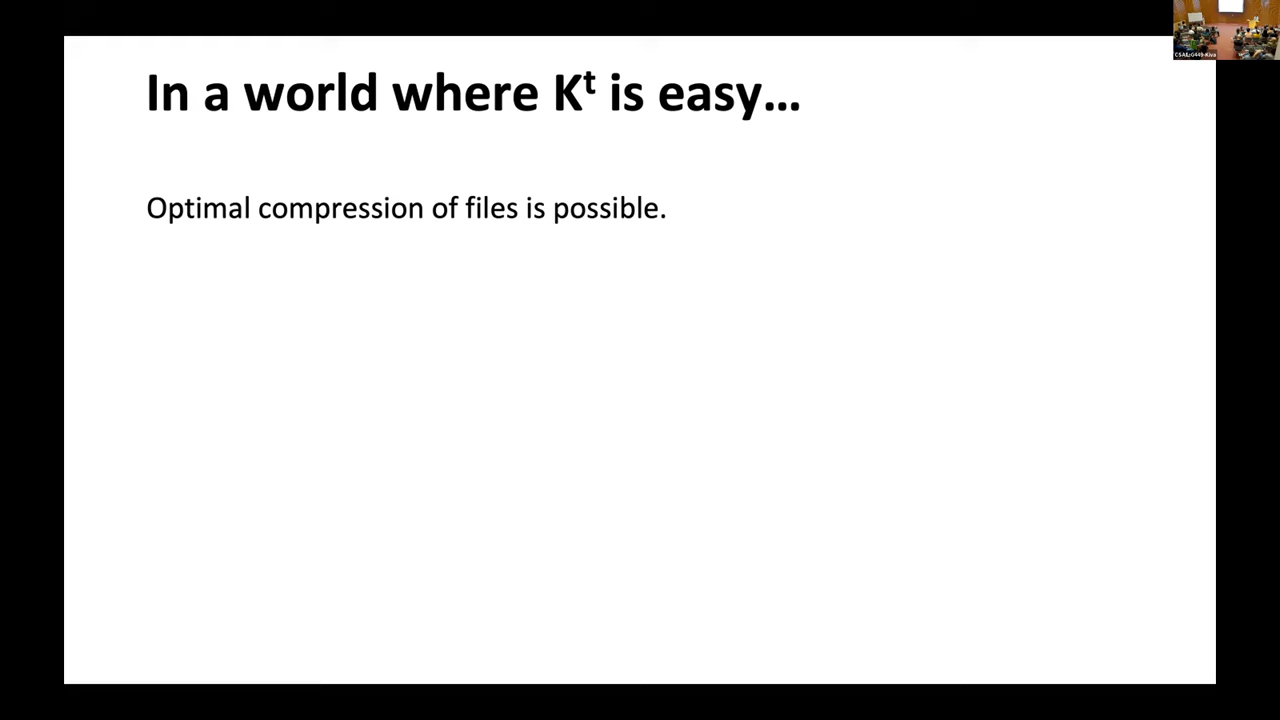 In a world where Kᵗ is easy…
Optimal compression of files is possible.